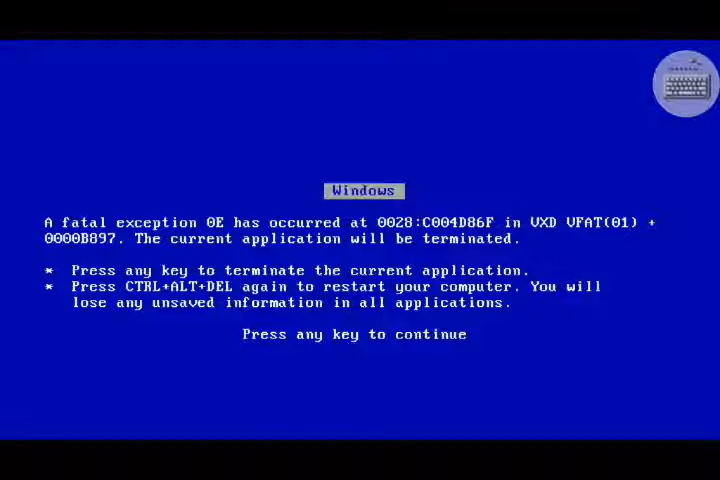 Windows
A fatal exception 0E has occurred at 0028:C004D86F in VXD VFAT(01) +
0000B897. The current application will be terminated.
*  Press any key to terminate the current application.
*  Press CTRL+ALT+DEL again to restart your computer. You will
lose any unsaved information in all applications.
Press any key to continue